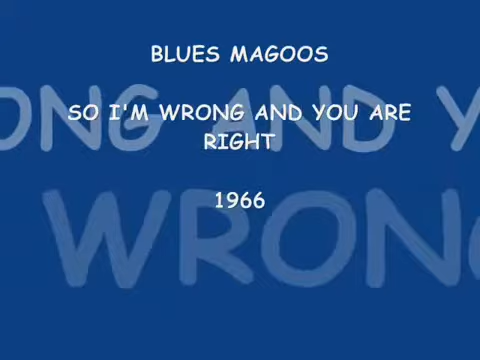 BLUES MAGOOS
SO I'M WRONG AND YOU ARE
RIGHT
1966
ONG AND Y
WRONG